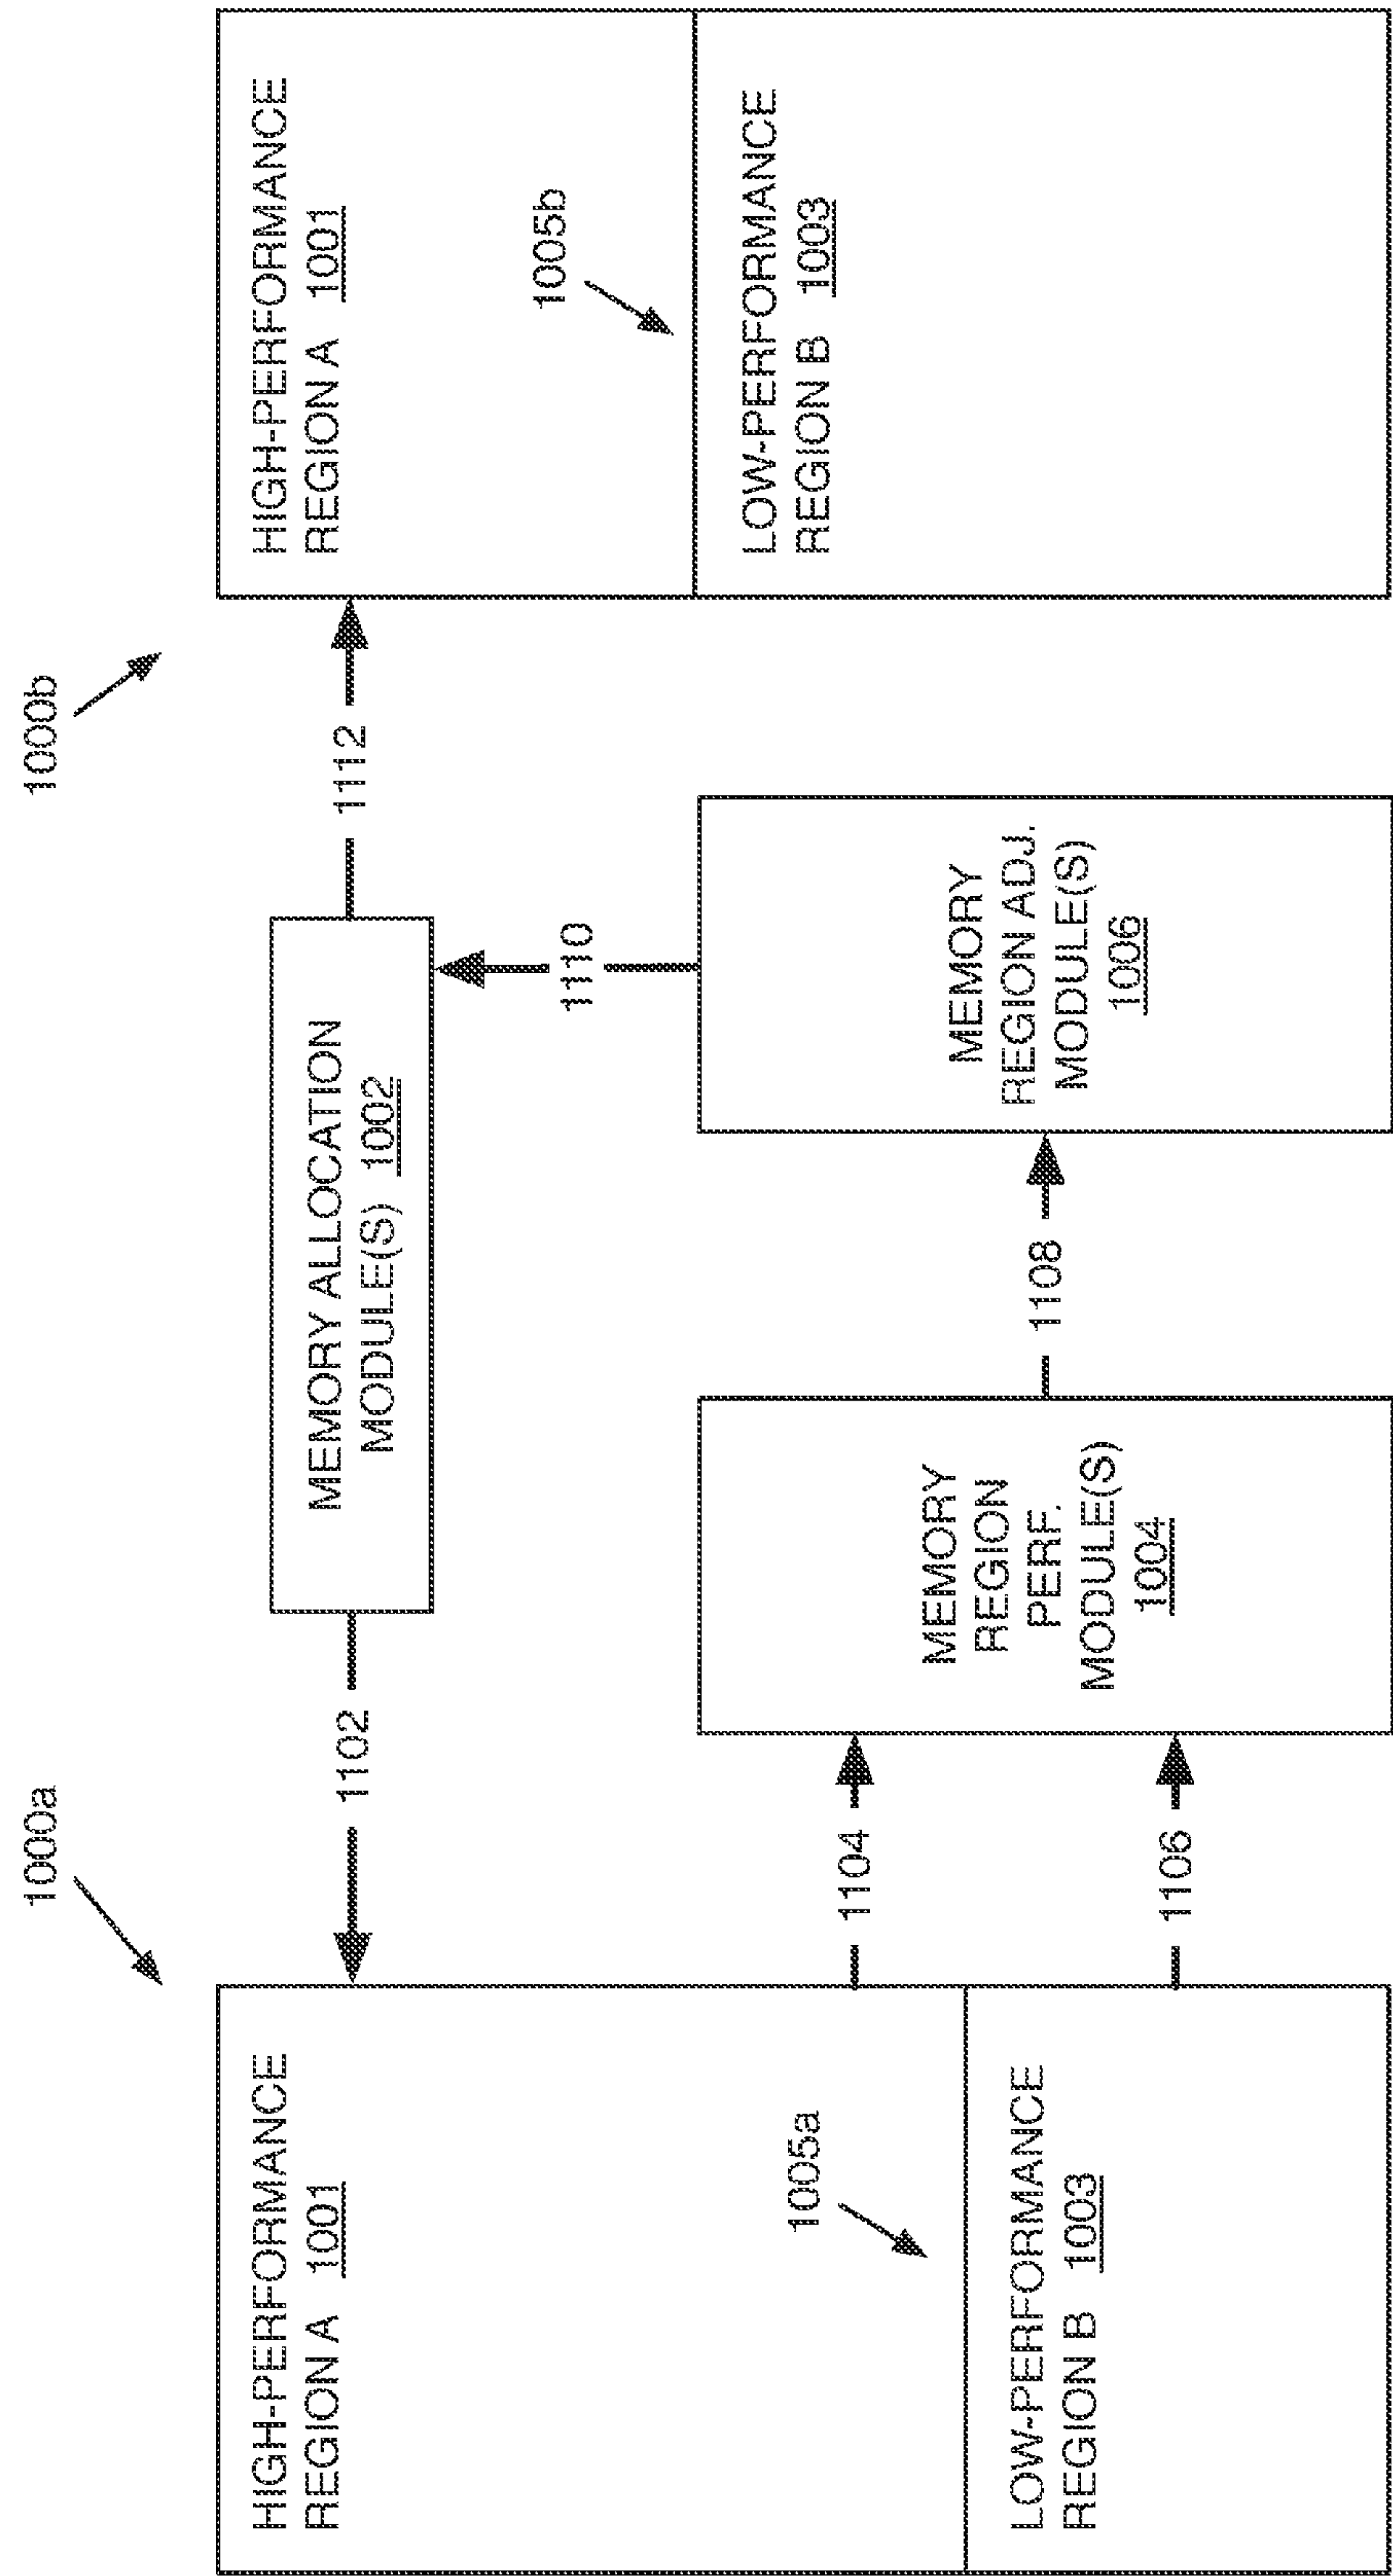 1000a
1000b
HIGH-PERFORMANCE
REGION A 1001
1005a
LOW-PERFORMANCE
REGION B 1003
1102
MEMORY ALLOCATION
MODULE(S) 1002
1112
1104
1106
MEMORY
REGION
PERF.
MODULE(S)
1004
1108
MEMORY
REGION ADJ.
MODULE(S)
1006
1110
HIGH-PERFORMANCE
REGION A 1001
1005b
LOW-PERFORMANCE
REGION B 1003